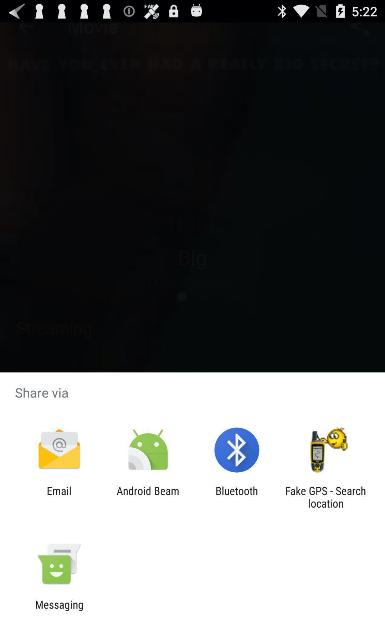 5:22
Movie
HAVE YOU EVER HAD A REALLY BIG SECRET?
Big
Streaming
Share via
Email
Android Beam
Bluetooth
Fake GPS - Search
location
Messaging